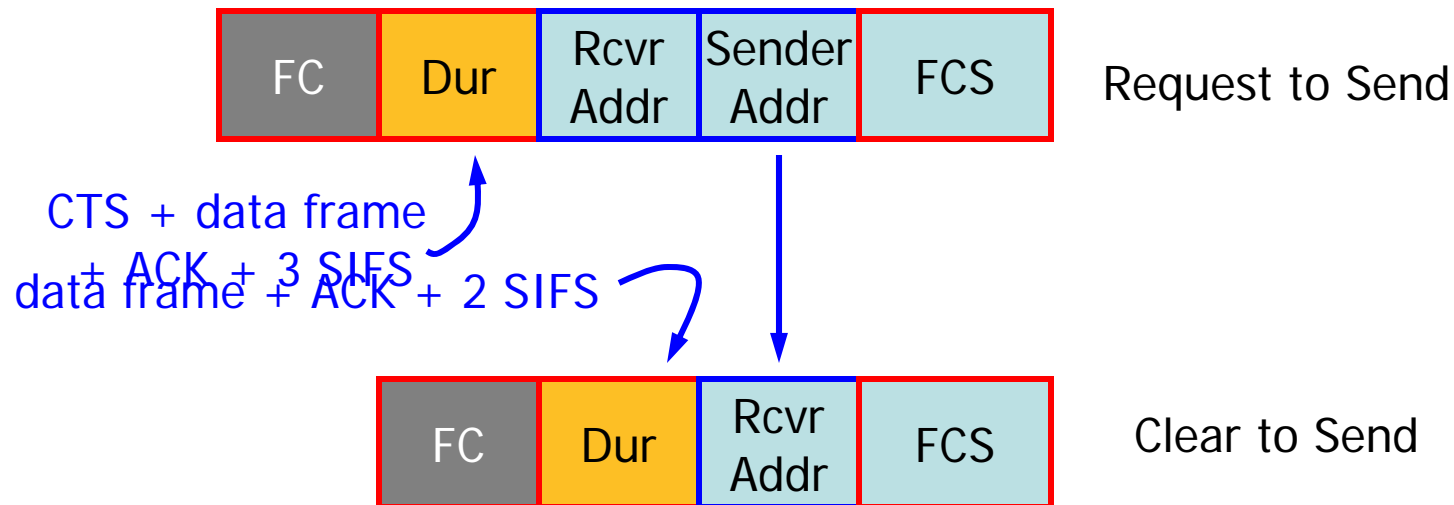 FC
Dur
Rcvr
Addr
Sender
Addr
FCS
Request to Send
CTS + data frame
+ ACK + 3 SIFS
data frame + ACK + 2 SIFS
FC
Dur
Rcvr
Addr
FCS
Clear to Send